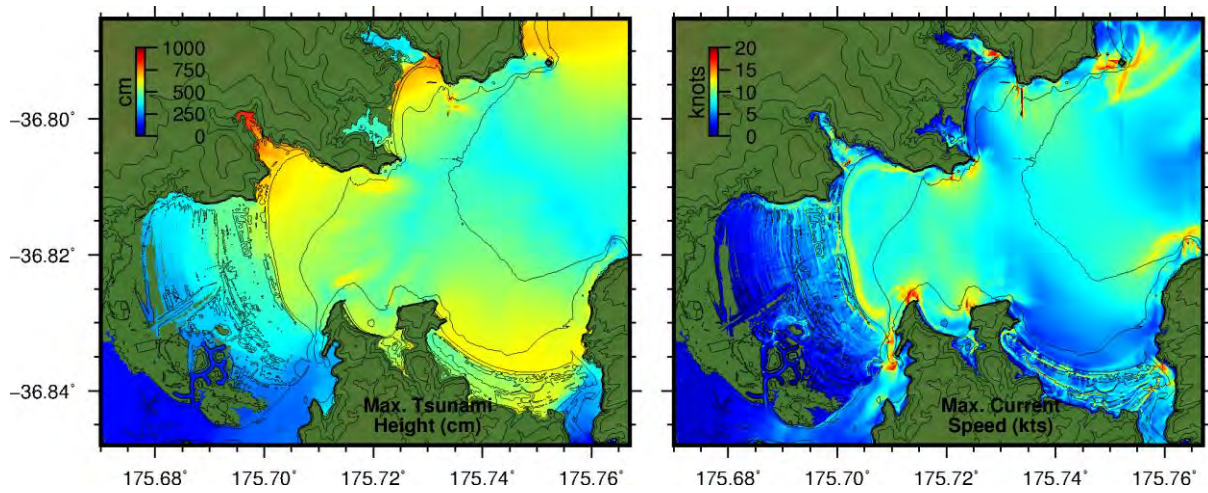 1000
750
500
250
0
cm
−36.80°
−36.82°
−36.84°
Max. Tsunami
Height (cm)
175.68° 175.70° 175.72° 175.74° 175.76°
20
15
10
5
0
knots
Max. Current
Speed (kts)
175.68° 175.70° 175.72° 175.74° 175.76°